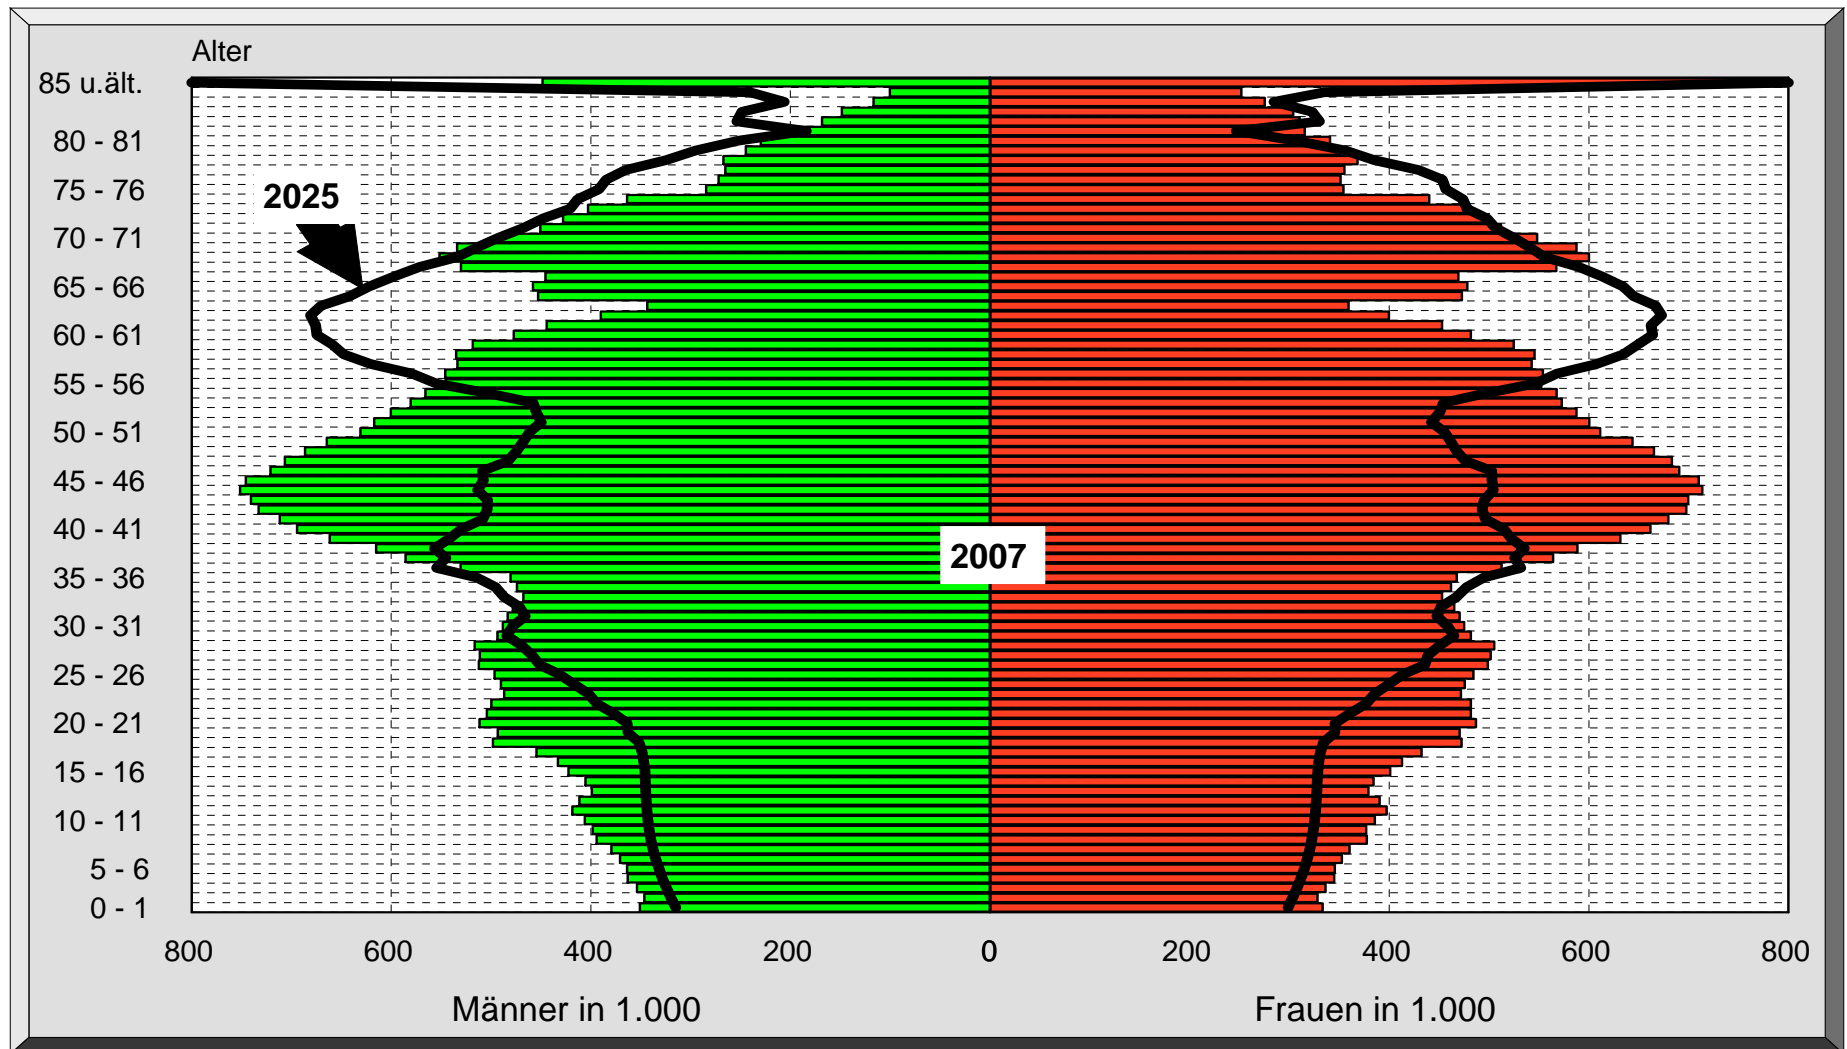 Alter
85 u.ält.
80 - 81
75 - 76
2025
70 - 71
65 - 66
60 - 61
55 - 56
50 - 51
45 - 46
40 - 41
2007
35 - 36
30 - 31
25 - 26
20 - 21
15 - 16
10 - 11
5 - 6
0 - 1
800 600 400 200 0 200 400 600 800
Männer in 1.000 Frauen in 1.000